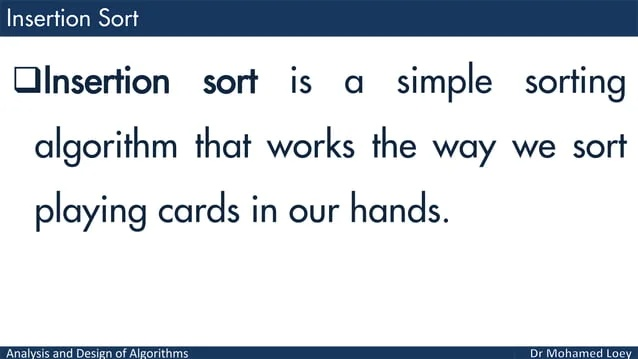 Insertion Sort
❑Insertion sort is a simple sorting
algorithm that works the way we sort
playing cards in our hands.
Analysis and Design of Algorithms
Dr Mohamed Loey